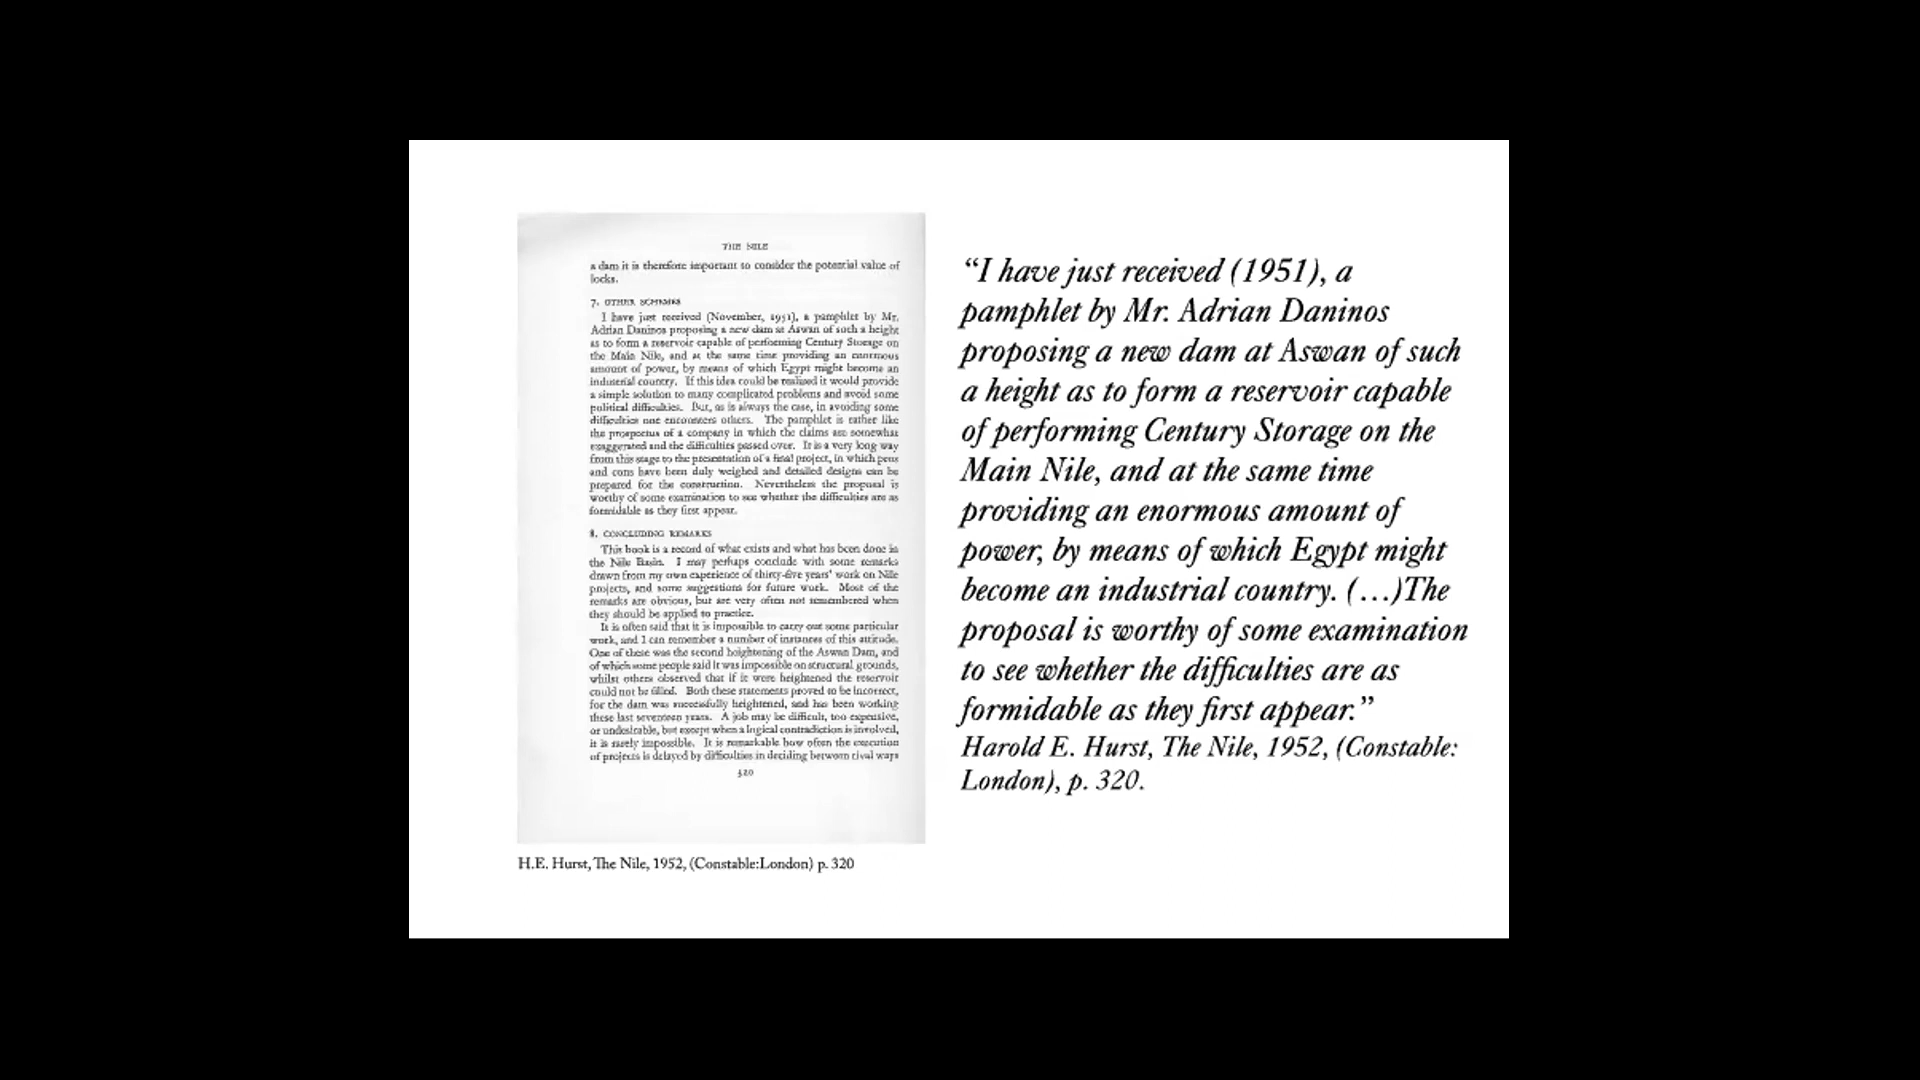 THE NILE
a dam it is therefore important to consider the potential value of
locks.
7. OTHER SCHEMES
I have just received (November, 1951), a pamphlet by Mr.
Adrian Daninos proposing a new dam at Aswan of such a height
as to form a reservoir capable of performing Century Storage on
the Main Nile, and at the same time providing an enormous
amount of power, by means of which Egypt might become an
industrial country. If this idea could be realised it would provide
a simple solution to many complicated problems and avoid some
political difficulties. But, as is always the case, in avoiding some
difficulties one encounters others. The pamphlet is rather like
the prospectus of a company in which the claims are somewhat
exaggerated and the difficulties passed over. It is a very long way
from this stage to the presentation of a final project, in which pros
and cons have been duly weighed and detailed designs can be
prepared for the construction. Nevertheless the proposal is
worthy of some examination to see whether the difficulties are as
formidable as they first appear.
8. CONCLUDING REMARKS
This book is a record of what exists and what has been done in
the Nile Basin. I may perhaps conclude with some remarks
drawn from my own experience of thirty-five years' work on Nile
projects, and some suggestions for future work. Most of the
remarks are obvious, but are very often not remembered when
they should be applied to practice.
It is often said that it is impossible to carry out some particular
work, and I can remember a number of instances of this attitude.
One of these was the second heightening of the Aswan Dam, and
of which some people said it was impossible on structural grounds,
whilst others observed that if it were heightened the reservoir
could not be filled. Both these statements proved to be incorrect,
for the dam was successfully heightened, and has been working
these last seventeen years. A job may be difficult, too expensive,
or undesirable, but except when a logical contradiction is involved,
it is rarely impossible. It is remarkable how often the execution
of projects is delayed by difficulties in deciding between rival ways
320
H.E. Hurst, The Nile, 1952, (Constable:London) p. 320
“I have just received (1951), a
pamphlet by Mr. Adrian Daninos
proposing a new dam at Aswan of such
a height as to form a reservoir capable
of performing Century Storage on the
Main Nile, and at the same time
providing an enormous amount of
power, by means of which Egypt might
become an industrial country. (…)The
proposal is worthy of some examination
to see whether the difficulties are as
formidable as they first appear.”
Harold E. Hurst, The Nile, 1952, (Constable:
London), p. 320.